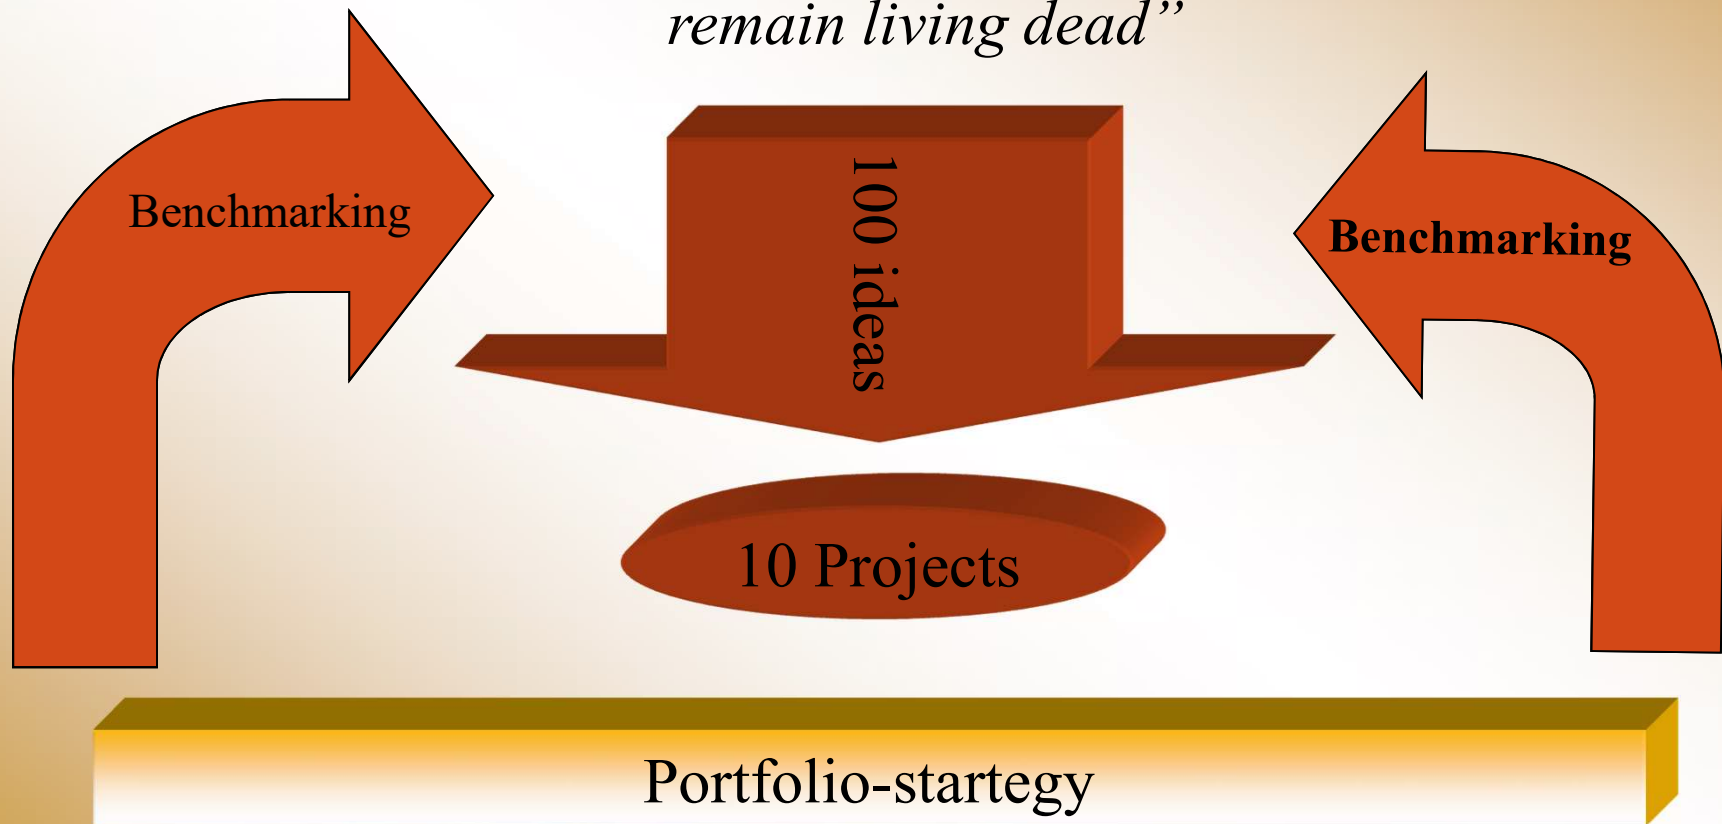 remain living dead”
Benchmarking
100 ideas
Benchmarking
10 Projects
Portfolio-startegy